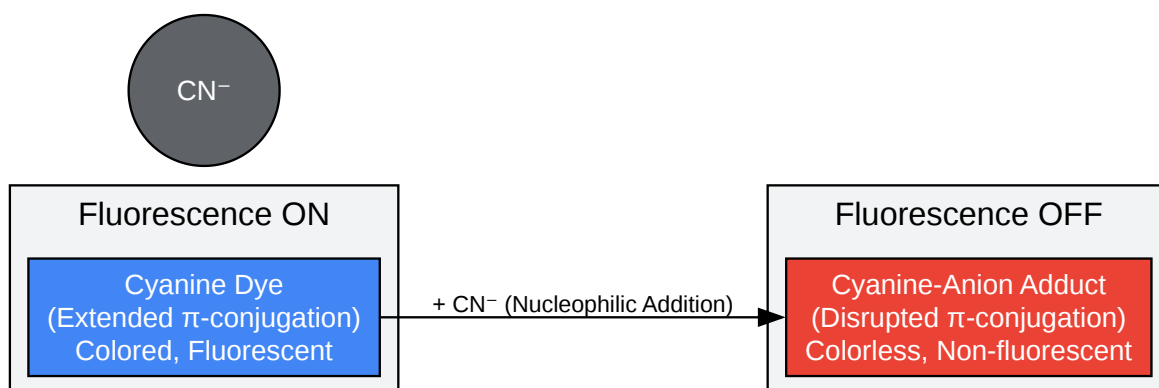 CN⁻
Fluorescence ON
Cyanine Dye
(Extended π-conjugation)
Colored, Fluorescent
+ CN⁻ (Nucleophilic Addition)
Fluorescence OFF
Cyanine-Anion Adduct
(Disrupted π-conjugation)
Colorless, Non-fluorescent